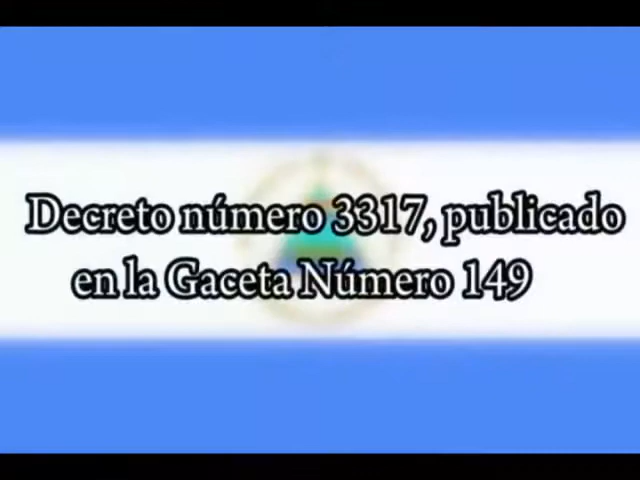 Decreto número 3317, publicado
en la Gaceta Número 149